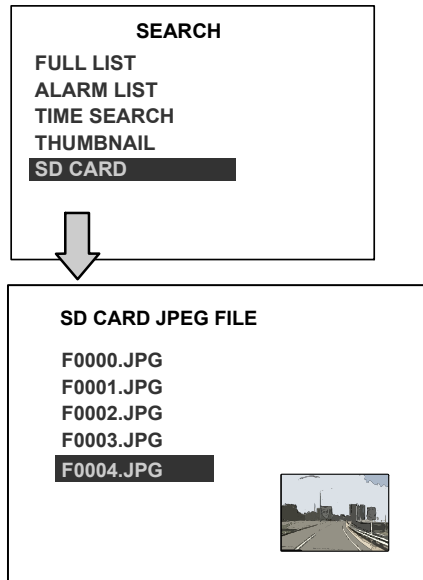 SEARCH
FULL LIST
ALARM LIST
TIME SEARCH
THUMBNAIL
SD CARD
SD CARD JPEG FILE
F0000.JPG
F0001.JPG
F0002.JPG
F0003.JPG
F0004.JPG